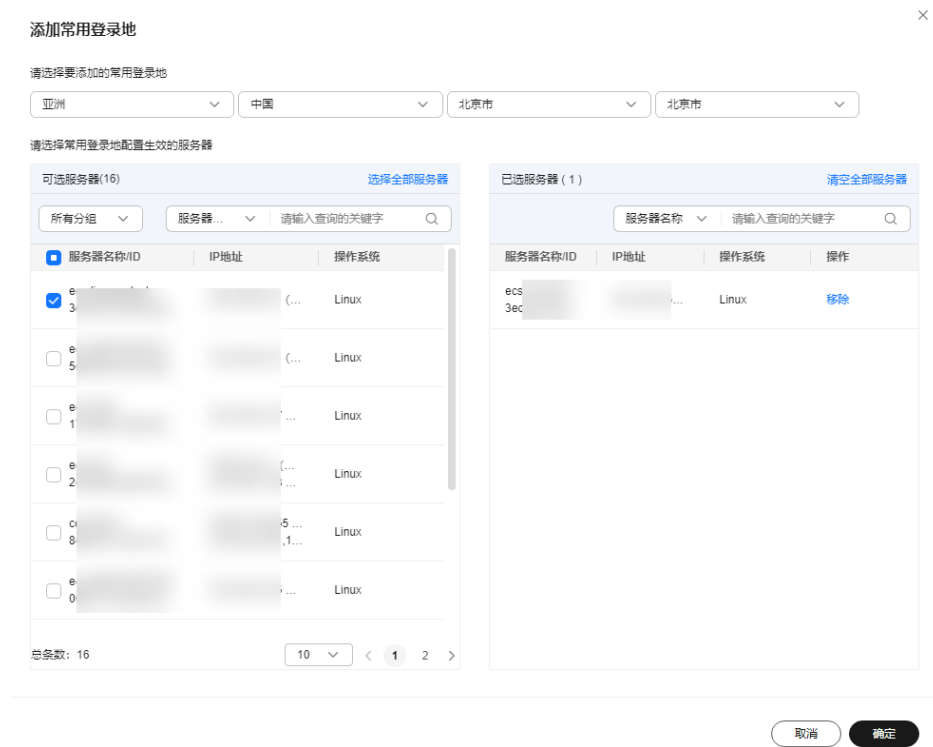 添加常用登录地
请选择要添加的常用登录地
亚洲 中国 北京市 北京市
请选择常用登录地配置生效的服务器
可选服务器(16) 选择全部服务器
所有分组 服务器... 请输入查询的关键字
服务器名称/ID IP地址 操作系统
(... Linux
(... Linux
... Linux
(... Linux
...
... Linux
,1...
... Linux
总条数: 16 10 1 2
已选服务器 ( 1 ) 清空全部服务器
服务器名称 请输入查询的关键字
服务器名称/ID IP地址 操作系统 操作
ecs ... Linux 移除
3ec
取消 确定